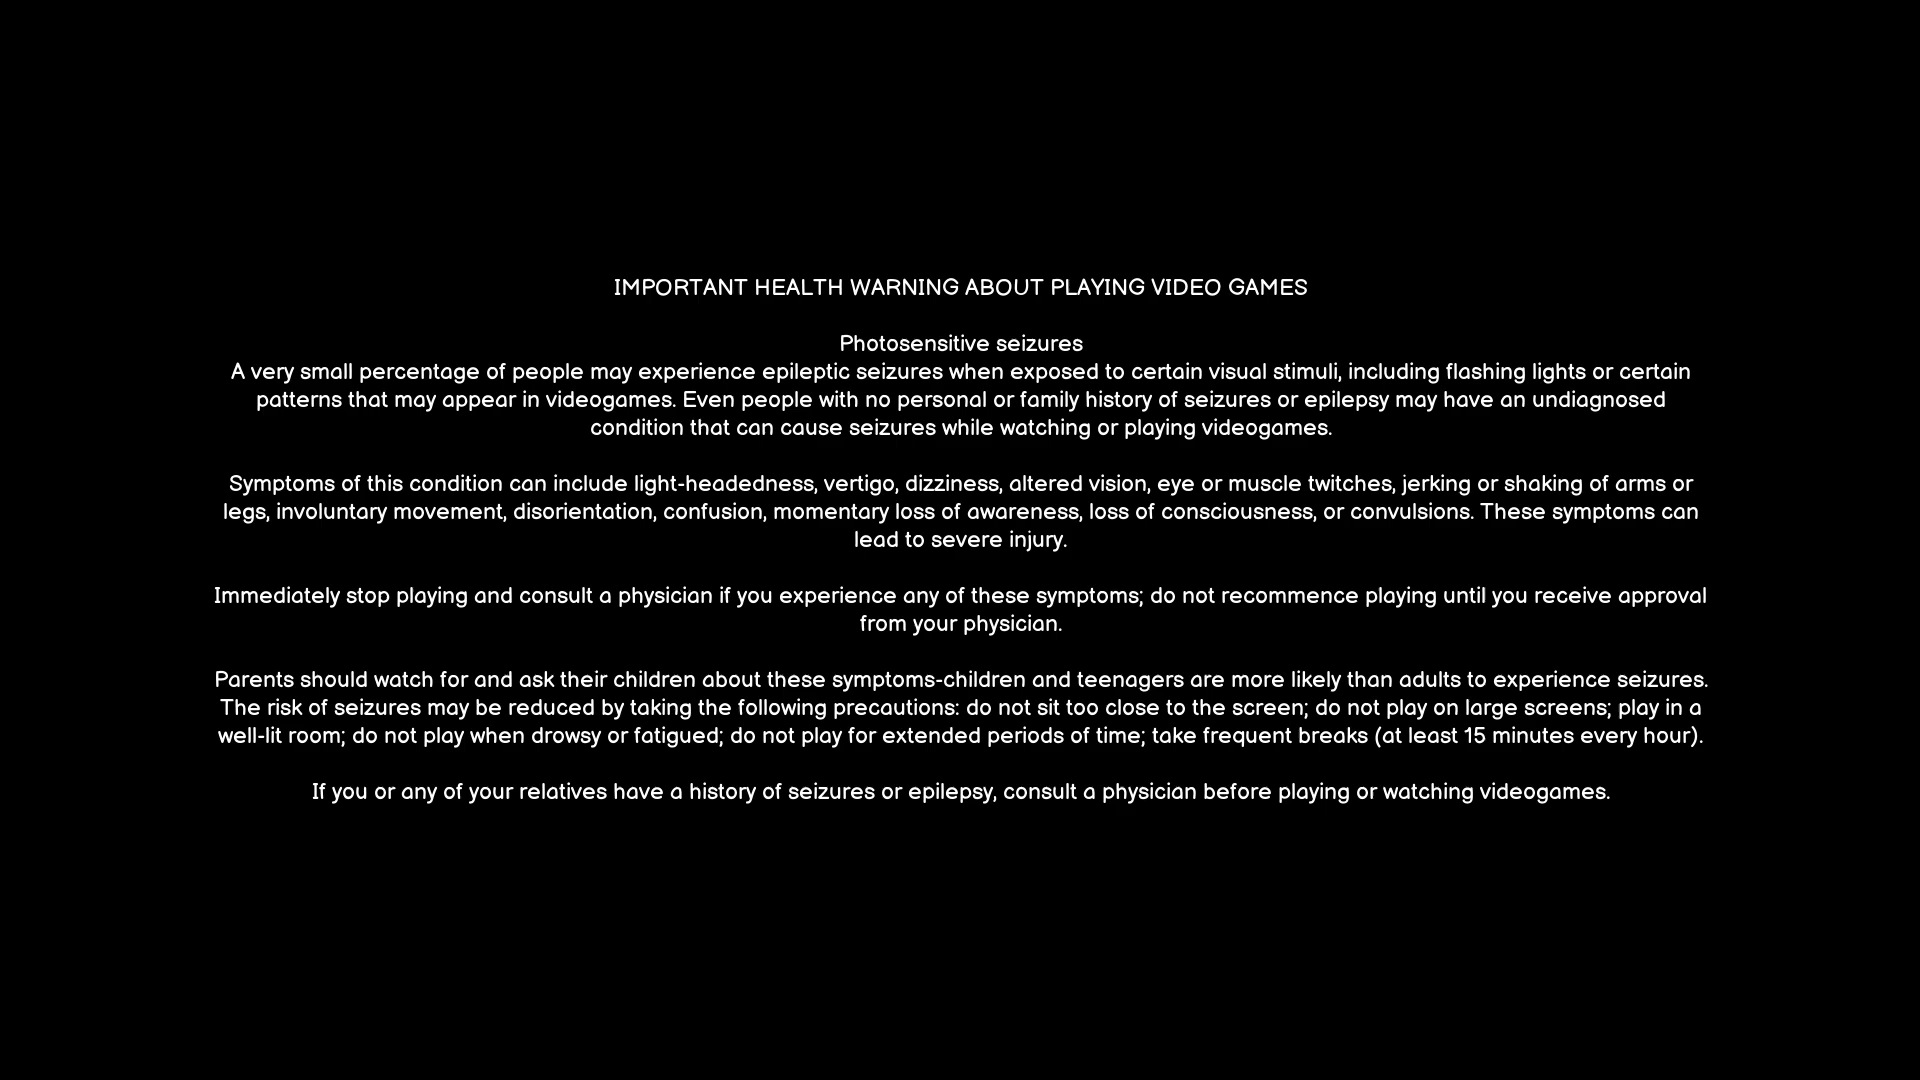 IMPORTANT HEALTH WARNING ABOUT PLAYING VIDEO GAMES
Photosensitive seizures
A very small percentage of people may experience epileptic seizures when exposed to certain visual stimuli, including flashing lights or certain
patterns that may appear in videogames. Even people with no personal or family history of seizures or epilepsy may have an undiagnosed
condition that can cause seizures while watching or playing videogames.
Symptoms of this condition can include light-headedness, vertigo, dizziness, altered vision, eye or muscle twitches, jerking or shaking of arms or
legs, involuntary movement, disorientation, confusion, momentary loss of awareness, loss of consciousness, or convulsions. These symptoms can
lead to severe injury.
Immediately stop playing and consult a physician if you experience any of these symptoms; do not recommence playing until you receive approval
from your physician.
Parents should watch for and ask their children about these symptoms-children and teenagers are more likely than adults to experience seizures.
The risk of seizures may be reduced by taking the following precautions: do not sit too close to the screen; do not play on large screens; play in a
well-lit room; do not play when drowsy or fatigued; do not play for extended periods of time; take frequent breaks (at least 15 minutes every hour).
If you or any of your relatives have a history of seizures or epilepsy, consult a physician before playing or watching videogames.